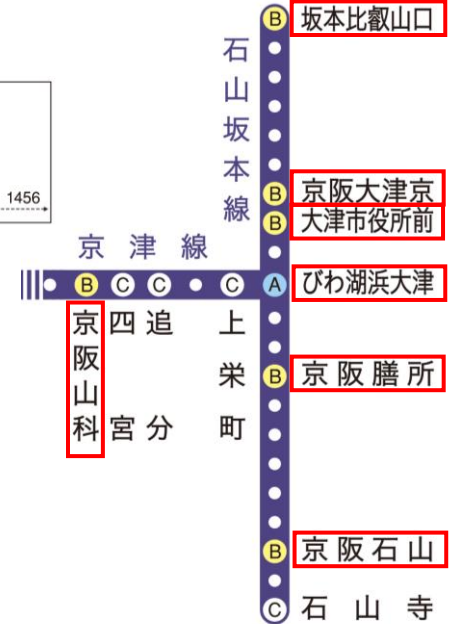 B 坂本比叡山口
石山坂本線
1456
B 京阪大津京
B 大津市役所前
京津線
B C C C A びわ湖浜大津
京阪山科
四宮
追分
上栄町
B 京阪膳所
B 京阪石山
C 石山寺